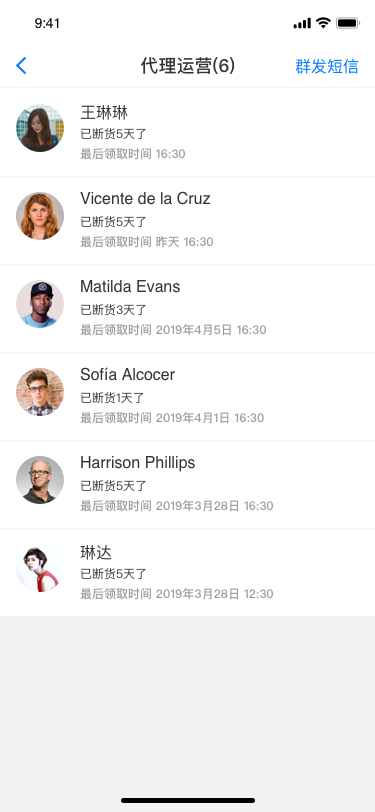 9:41
代理运营(6)
群发短信
王琳琳
已断货5天了
最后领取时间 16:30
Vicente de la Cruz
已断货5天了
最后领取时间 昨天 16:30
Matilda Evans
已断货3天了
最后领取时间 2019年4月5日 16:30
Sofía Alcocer
已断货1天了
最后领取时间 2019年4月1日 16:30
Harrison Phillips
已断货5天了
最后领取时间 2019年3月28日 16:30
琳达
已断货5天了
最后领取时间 2019年3月28日 12:30